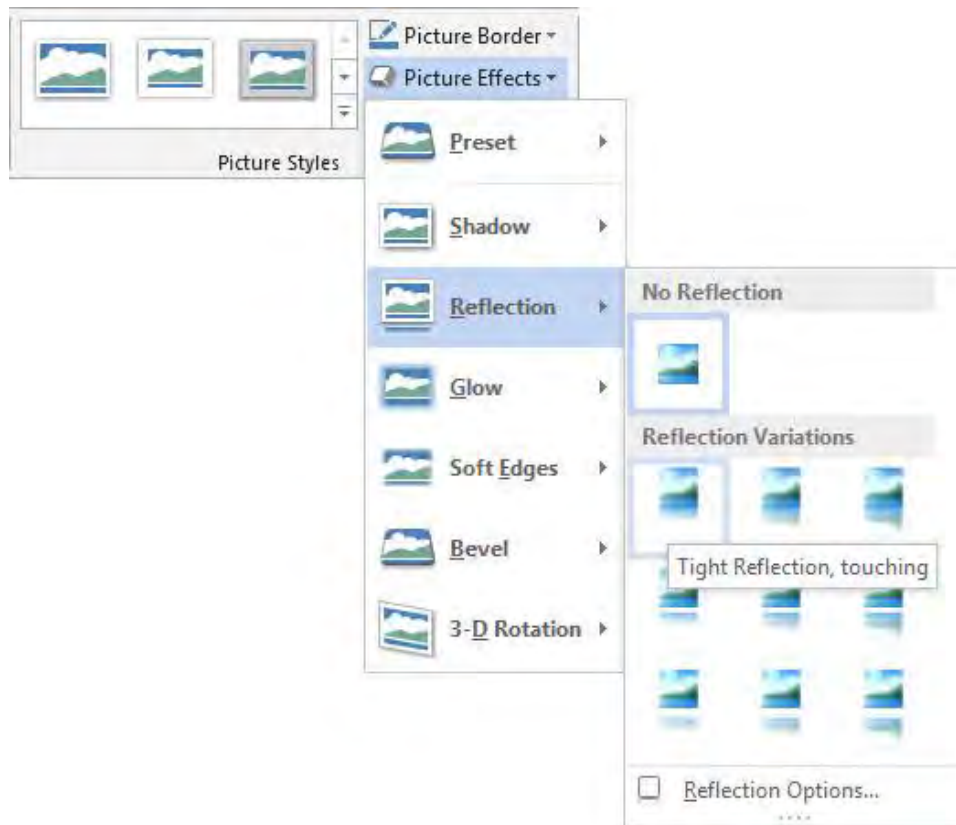 Picture Border
Picture Effects
Picture Styles
Preset
Shadow
Reflection
Glow
Soft Edges
Bevel
3-D Rotation
No Reflection
Reflection Variations
Tight Reflection, touching
Reflection Options...